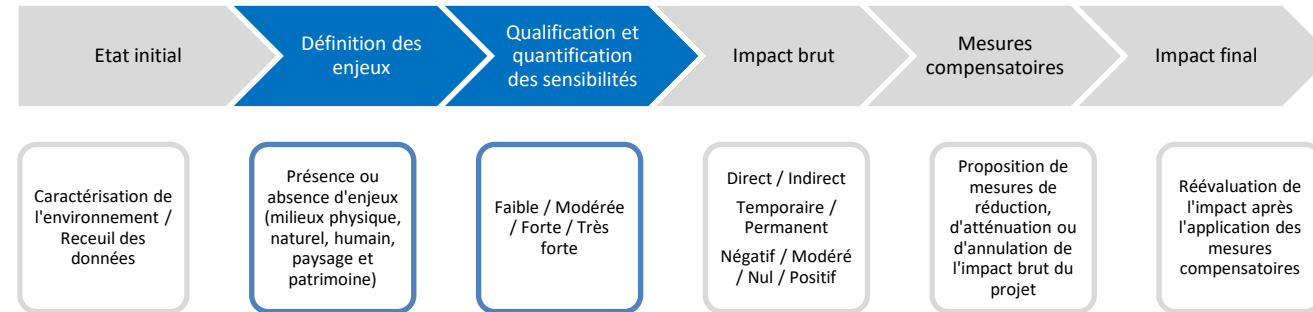 Etat initial
Définition des
enjeux
Qualification et
quantification
des sensibilités
Impact brut
Mesures
compensatoires
Impact final
Caractérisation de
l'environnement /
Receuil des
données
Présence ou
absence d'enjeux
(milieux physique,
naturel, humain,
paysage et
patrimoine)
Faible / Modérée
/ Forte / Très
forte
Direct / Indirect
Temporaire /
Permanent
Négatif / Modéré
/ Nul / Positif
Proposition de
mesures de
réduction,
d'atténuation ou
d'annulation de
l'impact brut du
projet
Réévaluation de
l'impact après
l'application des
mesures
compensatoires